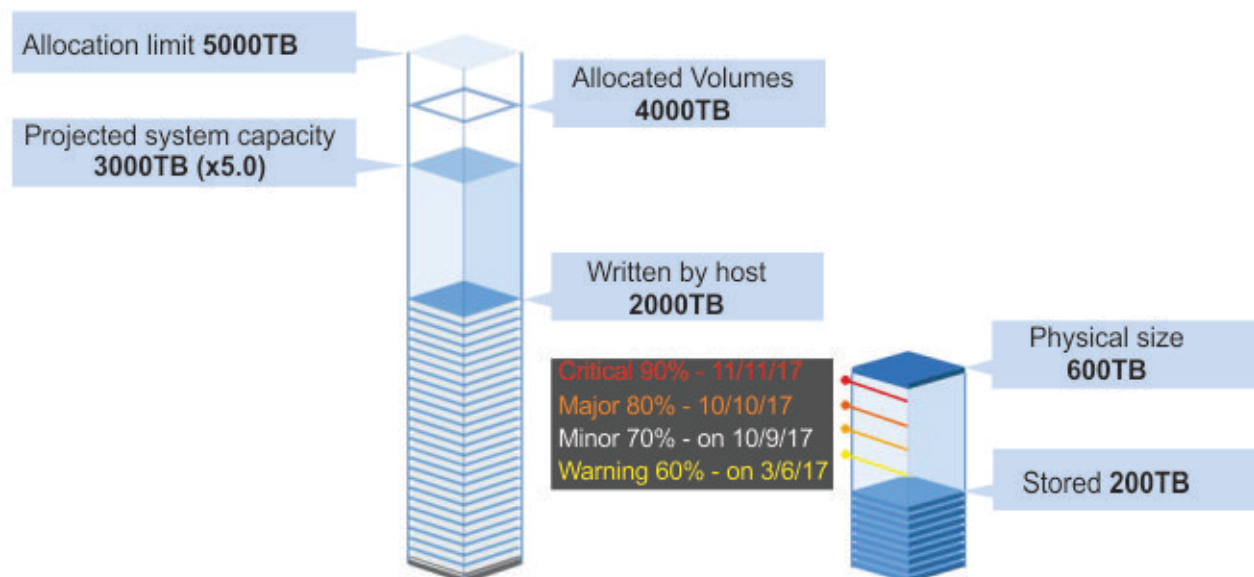 Allocation limit 5000TB
Allocated Volumes
4000TB
Projected system capacity
3000TB (x5.0)
Written by host
2000TB
Physical size
600TB
Critical 90% - 11/11/17
Major 80% - 10/10/17
Minor 70% - on 10/9/17
Warning 60% - on 3/6/17
Stored 200TB